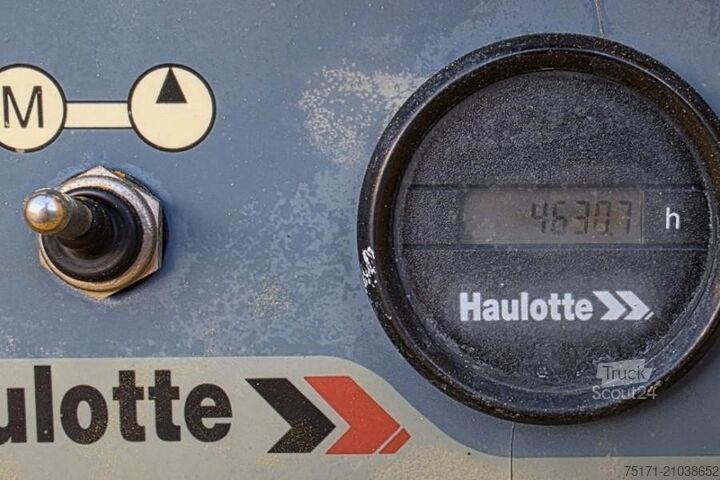 M
4630.7 h
Haulotte
ulotte
Truck
Scout24
75171-21038652